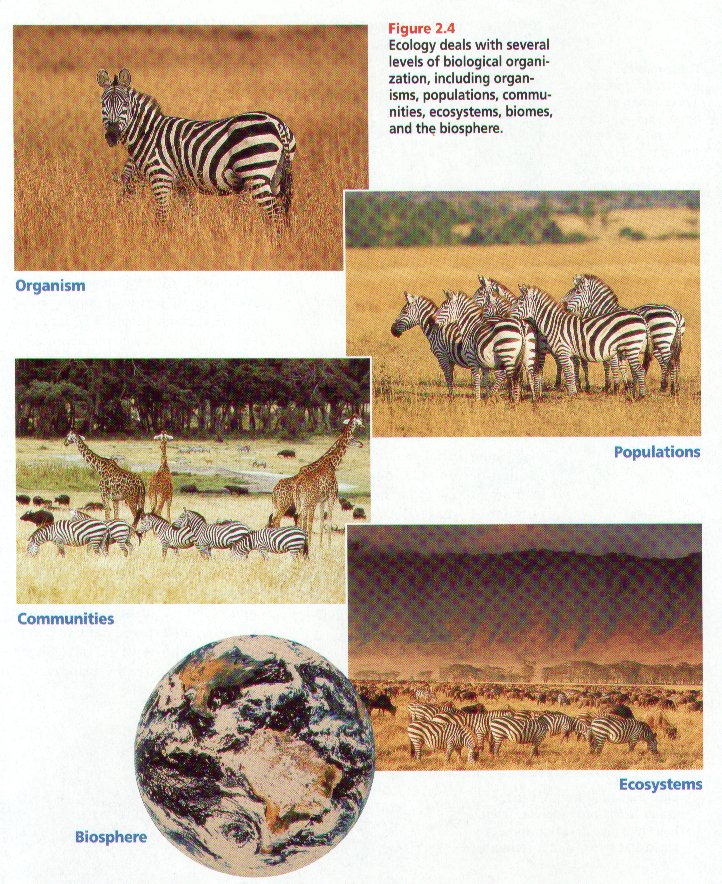 Figure 2.4
Ecology deals with several
levels of biological organi-
zation, including organ-
isms, populations, commu-
nities, ecosystems, biomes,
and the biosphere.
Organism
Populations
Communities
Ecosystems
Biosphere